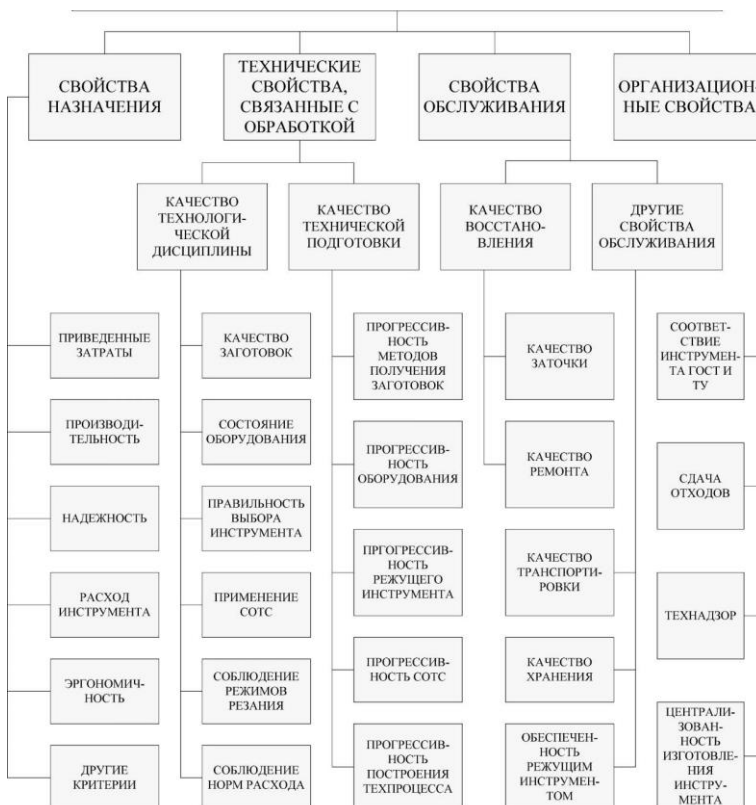 СВОЙСТВА
НАЗНАЧЕНИЯ
ТЕХНИЧЕСКИЕ
СВОЙСТВА,
СВЯЗАННЫЕ С
ОБРАБОТКОЙ
СВОЙСТВА
ОБСЛУЖИВАНИЯ
ОРГАНИЗАЦИОН-
НЫЕ СВОЙСТВА
КАЧЕСТВО
ТЕХНОЛОГИ-
ЧЕСКОЙ
ДИСЦИПЛИНЫ
КАЧЕСТВО
ТЕХНИЧЕСКОЙ
ПОДГОТОВКИ
КАЧЕСТВО
ВОССТАНО-
ВЛЕНИЯ
ДРУГИЕ
СВОЙСТВА
ОБСЛУЖИВАНИЯ
ПРИВЕДЕННЫЕ
ЗАТРАТЫ
КАЧЕСТВО
ЗАГОТОВОК
ПРОГРЕССИВ-
НОСТЬ
МЕТОДОВ
ПОЛУЧЕНИЯ
ЗАГОТОВОК
КАЧЕСТВО
ЗАТОЧКИ
СООТВЕТ-
СТВИЕ
ИНСТРУМЕН-
ТА ГОСТ И
ТУ
ПРОИЗВОДИ-
ТЕЛЬНОСТЬ
СОСТОЯНИЕ
ОБОРУДОВАНИЯ
ПРОГРЕССИВ-
НОСТЬ
ОБОРУДОВАНИЯ
КАЧЕСТВО
РЕМОНТА
СДАЧА
ОТХОДОВ
НАДЕЖНОСТЬ
ПРАВИЛЬНОСТЬ
ВЫБОРА
ИНСТРУМЕНТА
ПРГОГРЕССИВ-
НОСТЬ
РЕЖУЩЕГО
ИНСТРУМЕНТА
КАЧЕСТВО
ТРАНСПОРТИ-
РОВКИ
ТЕХНАДЗОР
РАСХОД
ИНСТРУМЕНТА
ПРИМЕНЕНИЕ
СОТС
ПРОГРЕССИВ-
НОСТЬ СОТС
КАЧЕСТВО
ХРАНЕНИЯ
ЦЕНТРАЛИ-
ЗОВАН-
НОСТЬ
ИЗГОТОВЛЕ-
НИЯ
ИНСТРУ-
МЕНТА
ЭРГОНОМИЧ-
НОСТЬ
СОБЛЮДЕНИЕ
РЕЖИМОВ
РЕЗАНИЯ
ПРОГРЕССИВ-
НОСТЬ
ПОСТРОЕНИЯ
ТЕХПРОЦЕССА
ОБЕСПЕЧЕН-
НОСТЬ
РЕЖУЩИМ
ИНСТРУМЕН-
ТОМ
ДРУГИЕ
КРИТЕРИИ
СОБЛЮДЕНИЕ
НОРМ РАСХОДА